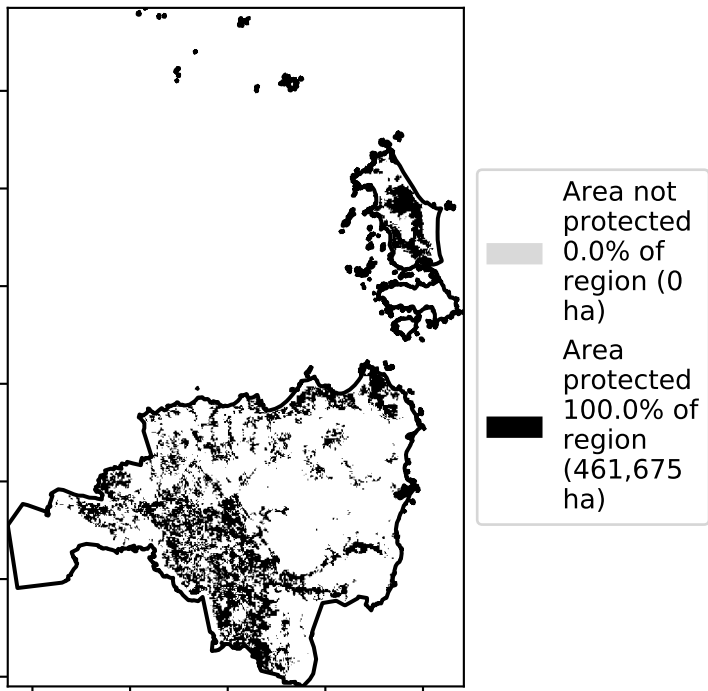 Area not
protected
0.0% of
region (0
ha)
Area
protected
100.0% of
region
(461,675
ha)